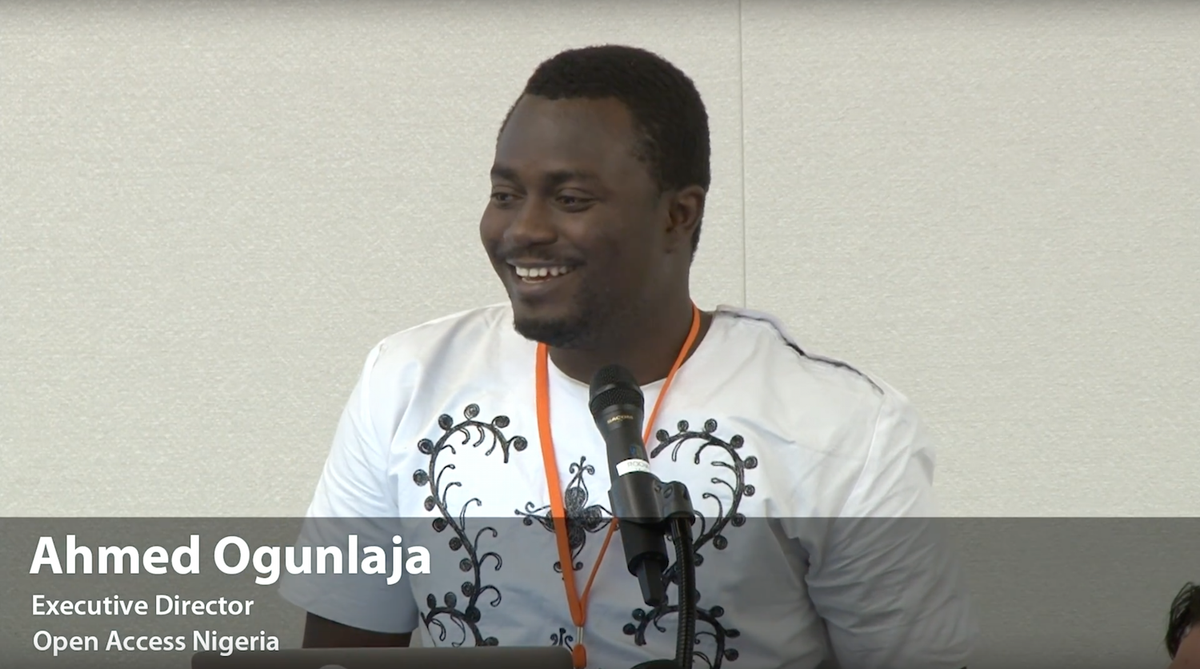 Ahmed Ogunlaja
Executive Director
Open Access Nigeria